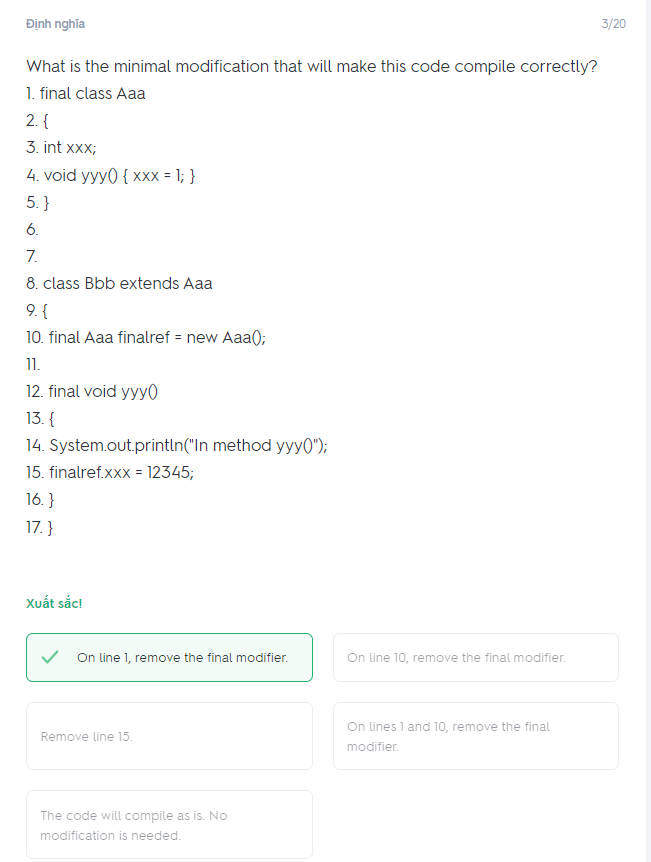 Định nghĩa
3/20
What is the minimal modification that will make this code compile correctly?
1. final class Aaa
2. {
3. int xxx;
4. void yyy() { xxx = 1; }
5. }
6.
7.
8. class Bbb extends Aaa
9. {
10. final Aaa finalref = new Aaa();
11.
12. final void yyy()
13. {
14. System.out.println("In method yyy()");
15. finalref.xxx = 12345;
16. }
17. }
Xuất sắc!
On line 1, remove the final modifier.
On line 10, remove the final modifier.
Remove line 15.
On lines 1 and 10, remove the final
modifier.
The code will compile as is. No
modification is needed.